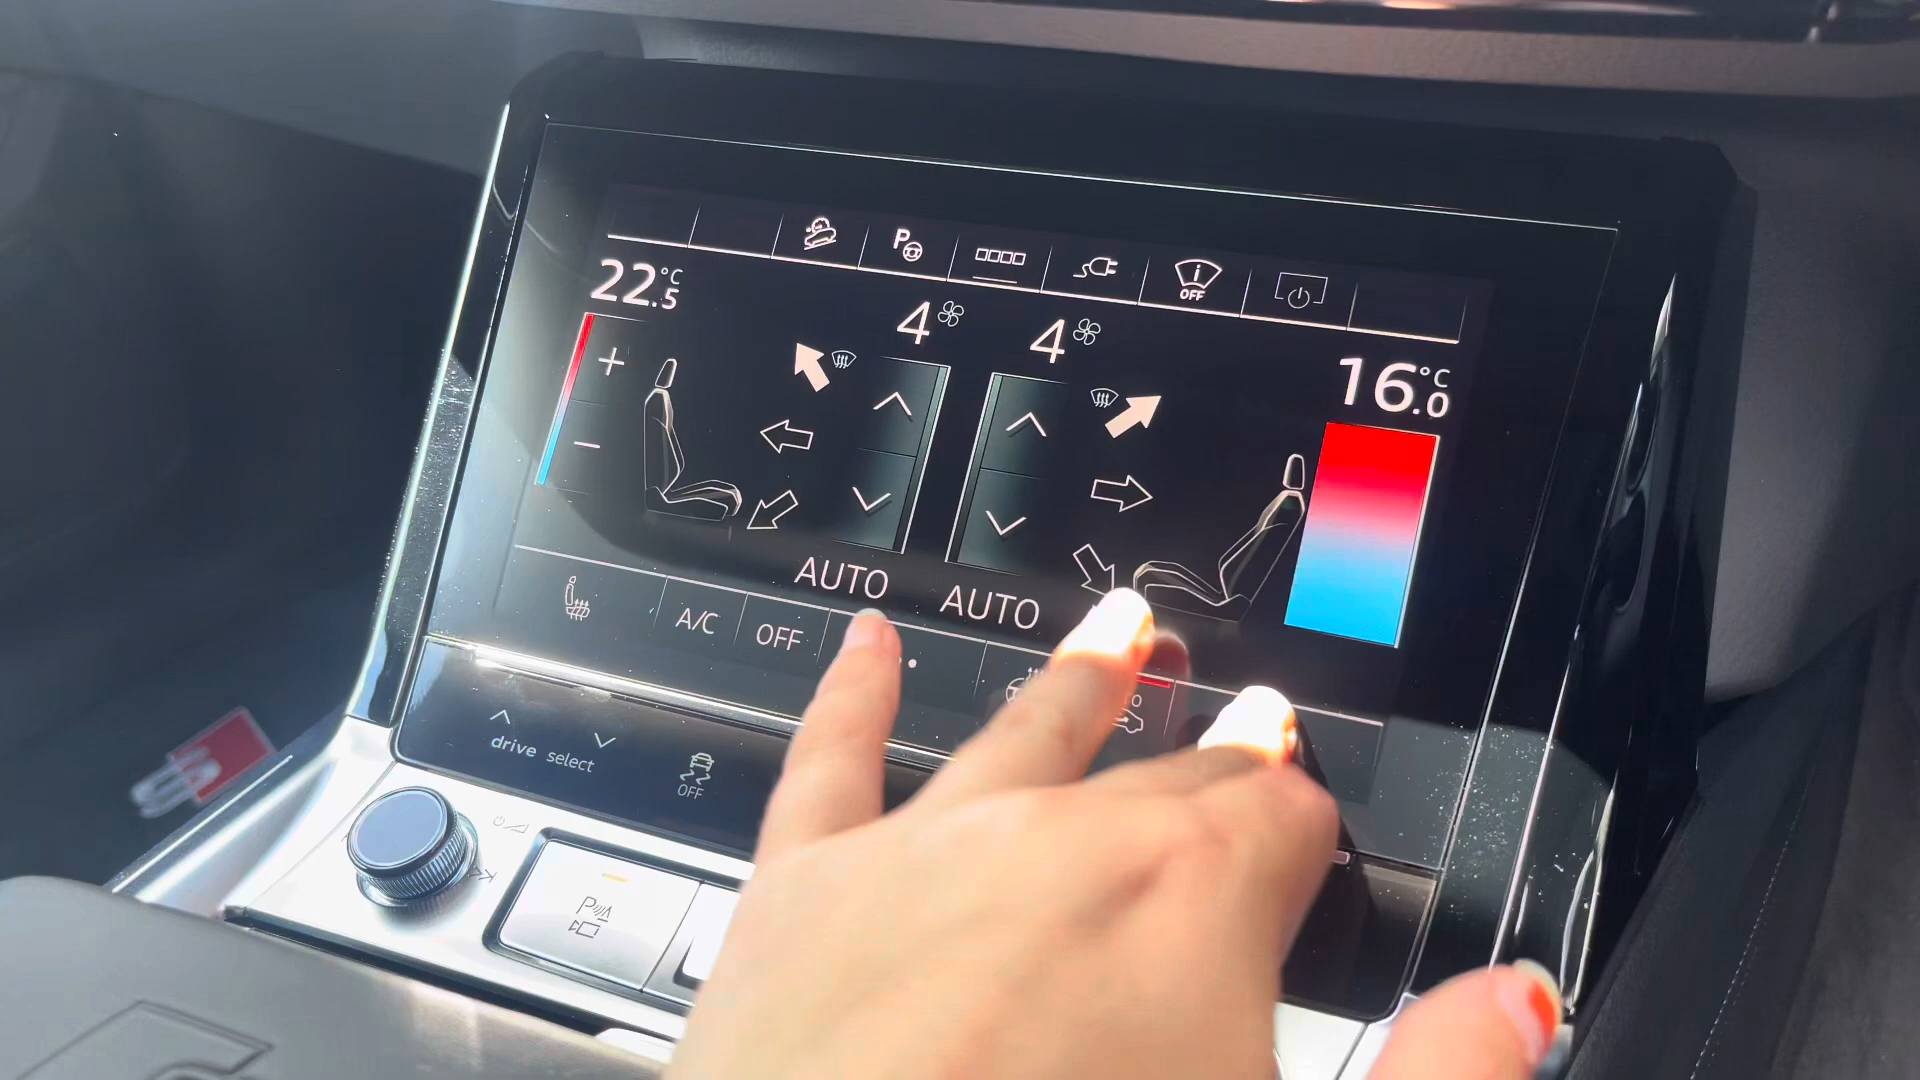 P
i
OFF
22.5 °C
4
4
16.0 °C
AUTO
AUTO
A/C
OFF
drive select
OFF
P
S